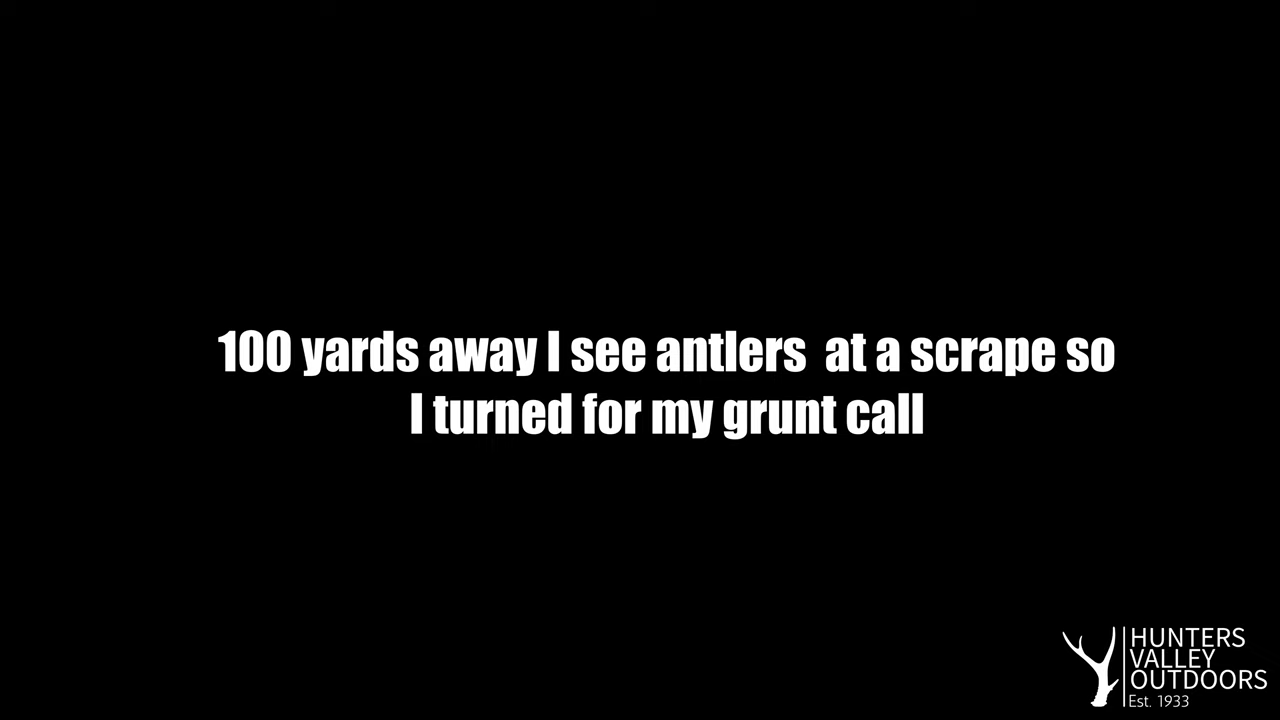 100 yards away I see antlers  at a scrape so
I turned for my grunt call
HUNTERS
VALLEY
OUTDOORS
Est. 1933